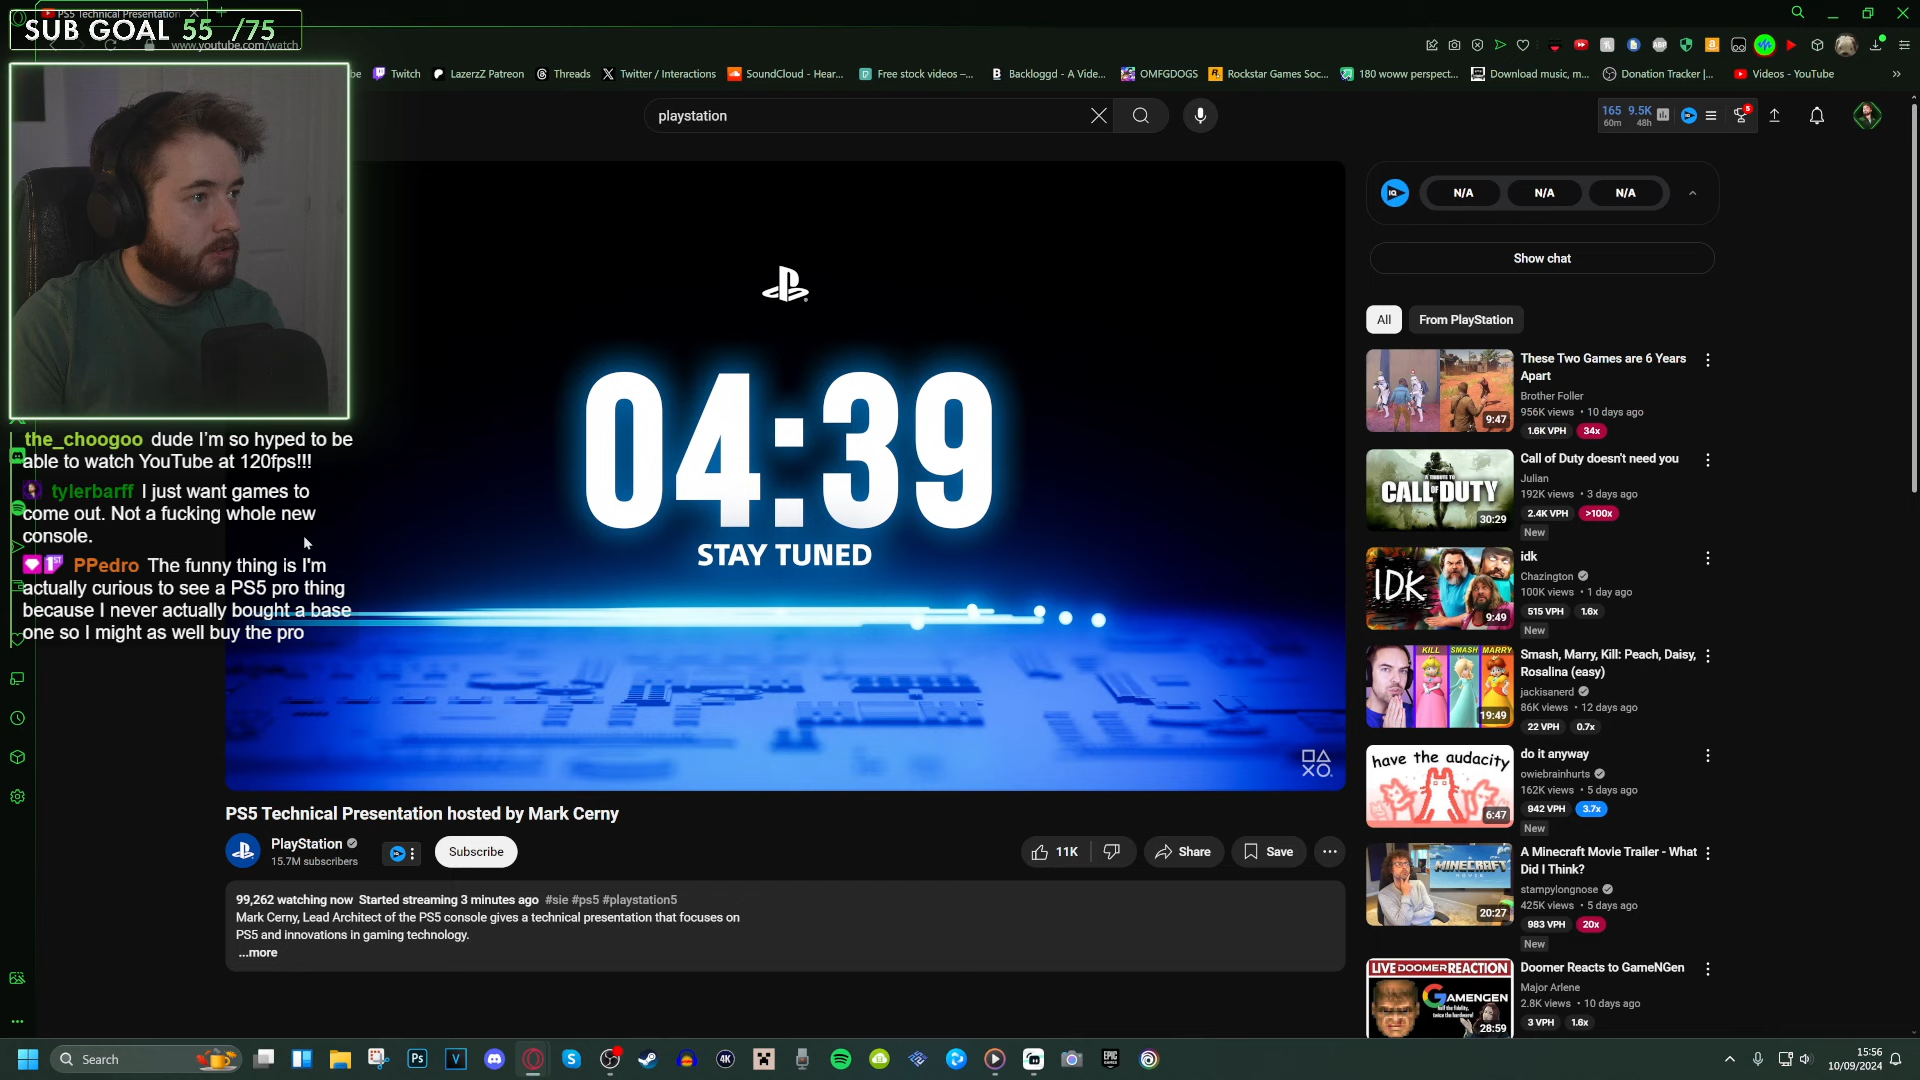 PS5 Technical Presentation
SUB GOAL 55 /75
www.youtube.com/watch
be
Twitch
LazerzZ Patreon
Threads
Twitter / Interactions
SoundCloud - Hear...
Free stock videos –...
Backloggd - A Vide...
OMFGDOGS
Rockstar Games Soc...
180 woww perspect...
Download music, m...
Donation Tracker |...
Videos - YouTube
playstation
165 9.5K
60m 48h
5
N/A N/A N/A
Show chat
All From PlayStation
04:39
STAY TUNED
the_choogoo dude I'm so hyped to be
able to watch YouTube at 120fps!!!
tylerbarff I just want games to
come out. Not a fucking whole new
console.
1ST PPedro The funny thing is I'm
actually curious to see a PS5 pro thing
because I never actually bought a base
one so I might as well buy the pro
PS5 Technical Presentation hosted by Mark Cerny
PlayStation
15.7M subscribers
Subscribe
11K
Share
Save
99,262 watching now Started streaming 3 minutes ago #sie #ps5 #playstation5
Mark Cerny, Lead Architect of the PS5 console gives a technical presentation that focuses on
PS5 and innovations in gaming technology.
...more
9:47
These Two Games are 6 Years
Apart
Brother Foller
956K views • 10 days ago
1.6K VPH 34x
CALL OF DUTY
30:29
Call of Duty doesn't need you
Julian
192K views • 3 days ago
2.4K VPH >100x
New
IDK
9:49
idk
Chazington
100K views • 1 day ago
515 VPH 1.6x
New
KILL SMASH MARRY
19:49
Smash, Marry, Kill: Peach, Daisy,
Rosalina (easy)
jackisanerd
86K views • 12 days ago
22 VPH 0.7x
have the audacity
6:47
do it anyway
owiebrainhurts
162K views • 5 days ago
942 VPH 3.7x
New
MINECRAFT
20:27
A Minecraft Movie Trailer - What
Did I Think?
stampylongnose
425K views • 5 days ago
983 VPH 20x
New
LIVE DOOMER REACTION
GAMENGEN
28:59
Doomer Reacts to GameNGen
Major Arlene
2.8K views • 10 days ago
3 VPH 1.6x
Search
Ps
V
4K
EPIC
15:56
10/09/2024